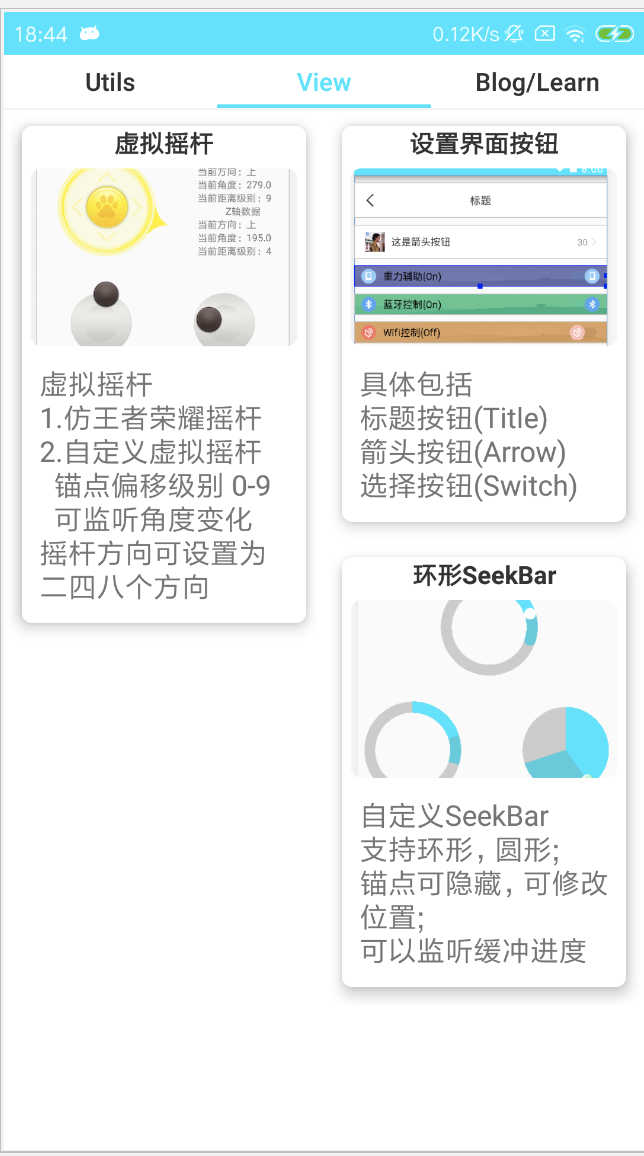 18:44
0.12K/s
Utils
View
Blog/Learn
虚拟摇杆
当前方向：上
当前角度：279.0
当前距离级别：9
Z轴数据
当前方向：上
当前角度：195.0
当前距离级别：4
虚拟摇杆
1.仿王者荣耀摇杆
2.自定义虚拟摇杆
锚点偏移级别 0-9
可监听角度变化
摇杆方向可设置为
二四八个方向
设置界面按钮
8:00
标题
这是箭头按钮
30
重力辅助(On)
蓝牙控制(On)
Wifi控制(Off)
具体包括
标题按钮(Title)
箭头按钮(Arrow)
选择按钮(Switch)
环形SeekBar
自定义SeekBar
支持环形，圆形;
锚点可隐藏，可修改
位置;
可以监听缓冲进度